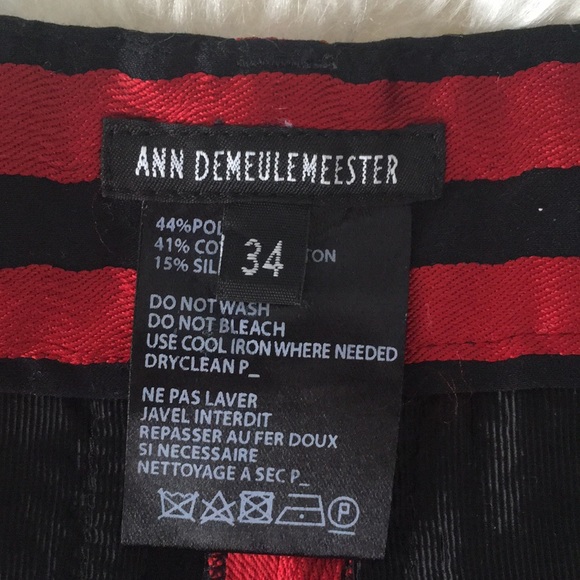 ANN DEMEULEMEESTER
34
44%POL
41% CO TON
15% SIL
DO NOT WASH
DO NOT BLEACH
USE COOL IRON WHERE NEEDED
DRYCLEAN P_
NE PAS LAVER
JAVEL INTERDIT
REPASSER AU FER DOUX
SI NECESSAIRE
NETTOYAGE A SEC P_
P